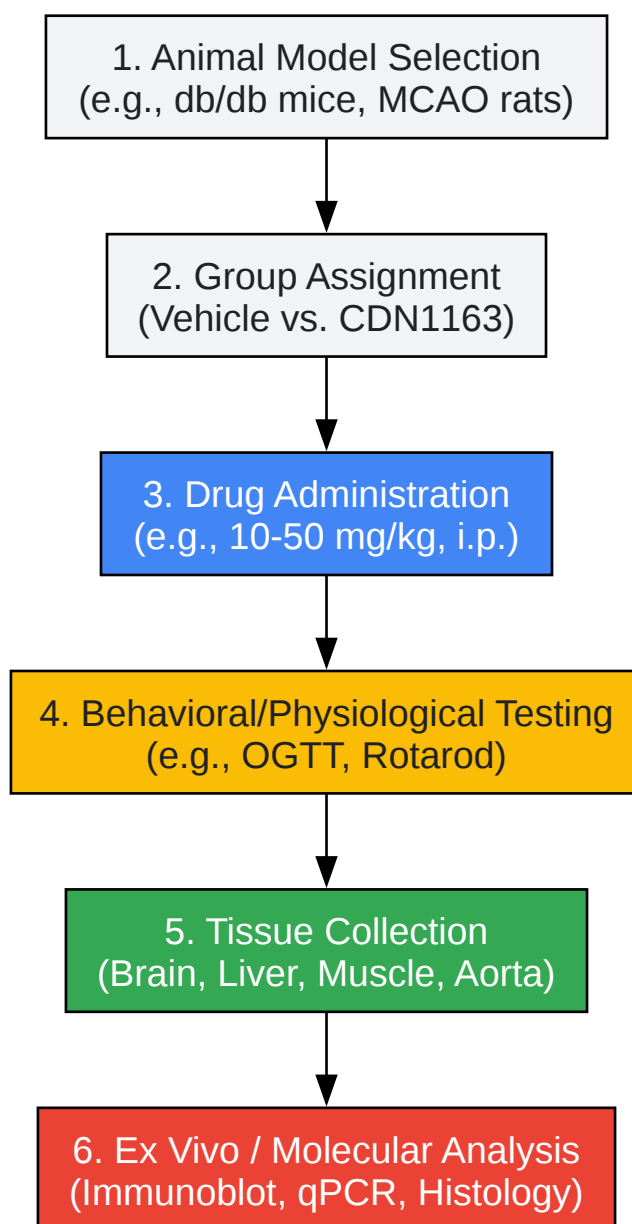 1. Animal Model Selection
(e.g., db/db mice, MCAO rats)
2. Group Assignment
(Vehicle vs. CDN1163)
3. Drug Administration
(e.g., 10-50 mg/kg, i.p.)
4. Behavioral/Physiological Testing
(e.g., OGTT, Rotarod)
5. Tissue Collection
(Brain, Liver, Muscle, Aorta)
6. Ex Vivo / Molecular Analysis
(Immunoblot, qPCR, Histology)